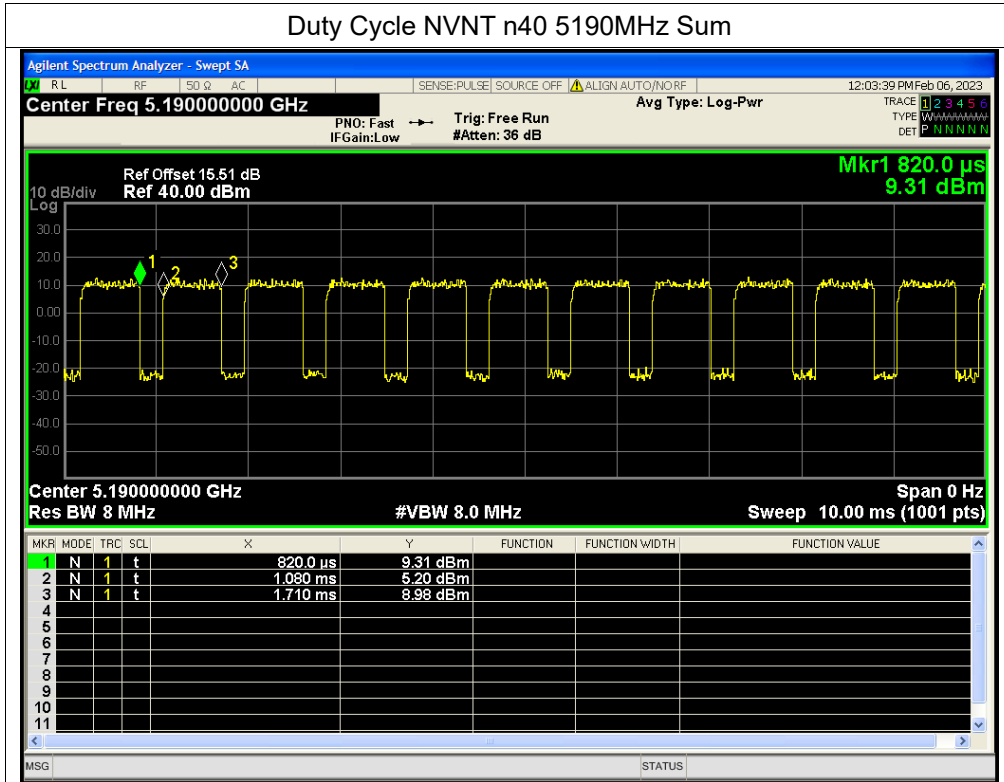 Duty Cycle NVNT n40 5190MHz Sum
Agilent Spectrum Analyzer - Swept SA
LXI RL RF 50 Ω AC SENSE:PULSE SOURCE OFF ALIGN AUTO/NO RF 12:03:39 PM Feb 06, 2023
Center Freq 5.190000000 GHz Avg Type: Log-Pwr TRACE 1 2 3 4 5 6
PNO: Fast Trig: Free Run TYPE WWWWWW
IFGain:Low #Atten: 36 dB DET P N N N N N
Mkr1 820.0 µs
Ref Offset 15.51 dB
10 dB/div Ref 40.00 dBm 9.31 dBm
Log
30.0
20.0
10.0
0.00
-10.0
-20.0
-30.0
-40.0
-50.0
1
2
3
Center 5.190000000 GHz Span 0 Hz
Res BW 8 MHz #VBW 8.0 MHz Sweep 10.00 ms (1001 pts)
MKR MODE TRC SCL X Y FUNCTION FUNCTION WIDTH FUNCTION VALUE
1 N 1 t 820.0 µs 9.31 dBm
2 N 1 t 1.080 ms 5.20 dBm
3 N 1 t 1.710 ms 8.98 dBm
4
5
6
7
8
9
10
11
MSG STATUS